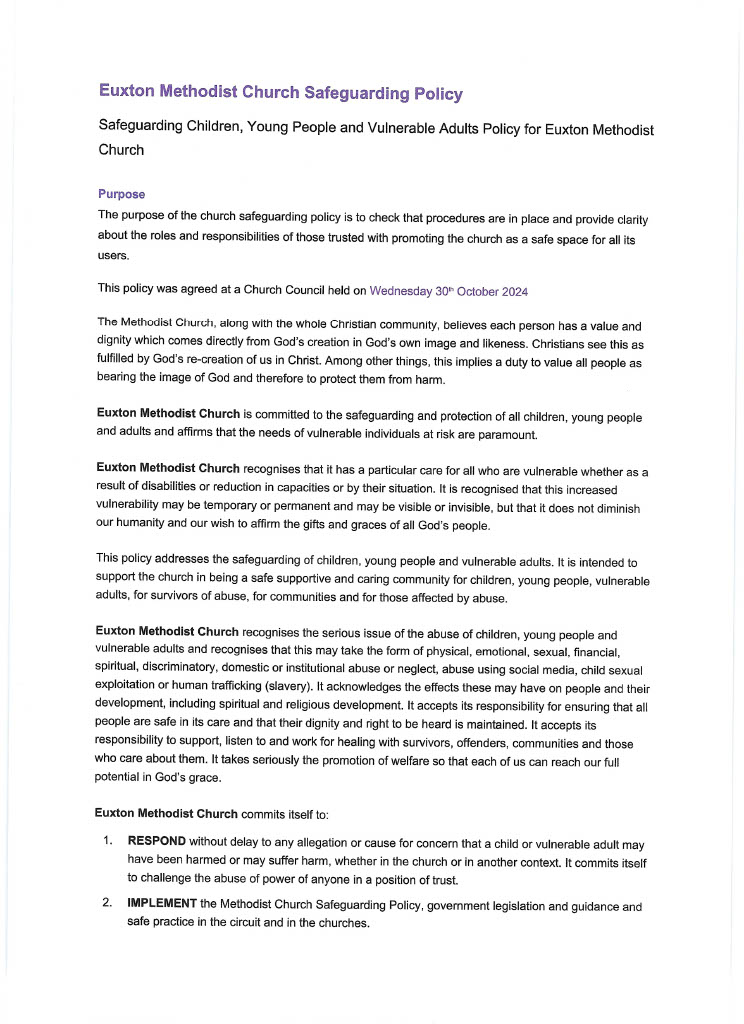 Euxton Methodist Church Safeguarding Policy
Safeguarding Children, Young People and Vulnerable Adults Policy for Euxton Methodist
Church
Purpose
The purpose of the church safeguarding policy is to check that procedures are in place and provide clarity
about the roles and responsibilities of those trusted with promoting the church as a safe space for all its
users.
This policy was agreed at a Church Council held on Wednesday 30th October 2024
The Methodist Church, along with the whole Christian community, believes each person has a value and
dignity which comes directly from God's creation in God's own image and likeness. Christians see this as
fulfilled by God's re-creation of us in Christ. Among other things, this implies a duty to value all people as
bearing the image of God and therefore to protect them from harm.
Euxton Methodist Church is committed to the safeguarding and protection of all children, young people
and adults and affirms that the needs of vulnerable individuals at risk are paramount.
Euxton Methodist Church recognises that it has a particular care for all who are vulnerable whether as a
result of disabilities or reduction in capacities or by their situation. It is recognised that this increased
vulnerability may be temporary or permanent and may be visible or invisible, but that it does not diminish
our humanity and our wish to affirm the gifts and graces of all God's people.
This policy addresses the safeguarding of children, young people and vulnerable adults. It is intended to
support the church in being a safe supportive and caring community for children, young people, vulnerable
adults, for survivors of abuse, for communities and for those affected by abuse.
Euxton Methodist Church recognises the serious issue of the abuse of children, young people and
vulnerable adults and recognises that this may take the form of physical, emotional, sexual, financial,
spiritual, discriminatory, domestic or institutional abuse or neglect, abuse using social media, child sexual
exploitation or human trafficking (slavery). It acknowledges the effects these may have on people and their
development, including spiritual and religious development. It accepts its responsibility for ensuring that all
people are safe in its care and that their dignity and right to be heard is maintained. It accepts its
responsibility to support, listen to and work for healing with survivors, offenders, communities and those
who care about them. It takes seriously the promotion of welfare so that each of us can reach our full
potential in God's grace.
Euxton Methodist Church commits itself to:
1. RESPOND without delay to any allegation or cause for concern that a child or vulnerable adult may
have been harmed or may suffer harm, whether in the church or in another context. It commits itself
to challenge the abuse of power of anyone in a position of trust.
2. IMPLEMENT the Methodist Church Safeguarding Policy, government legislation and guidance and
safe practice in the circuit and in the churches.